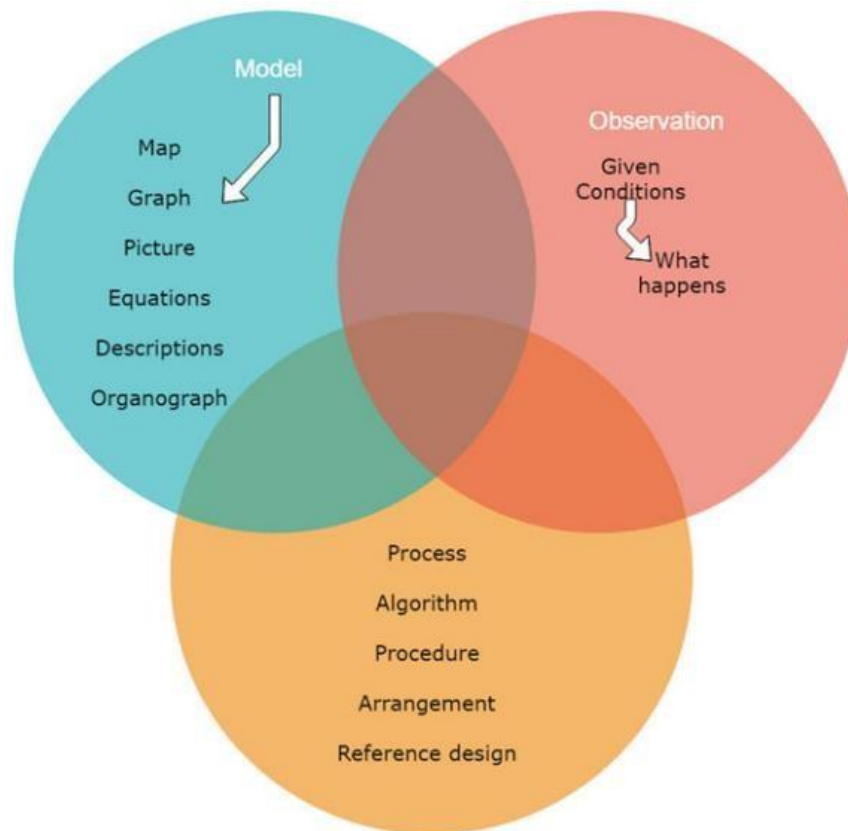 Model
Map
Graph
Picture
Equations
Descriptions
Organograph
Observation
Given
Conditions
What
happens
Process
Algorithm
Procedure
Arrangement
Reference design